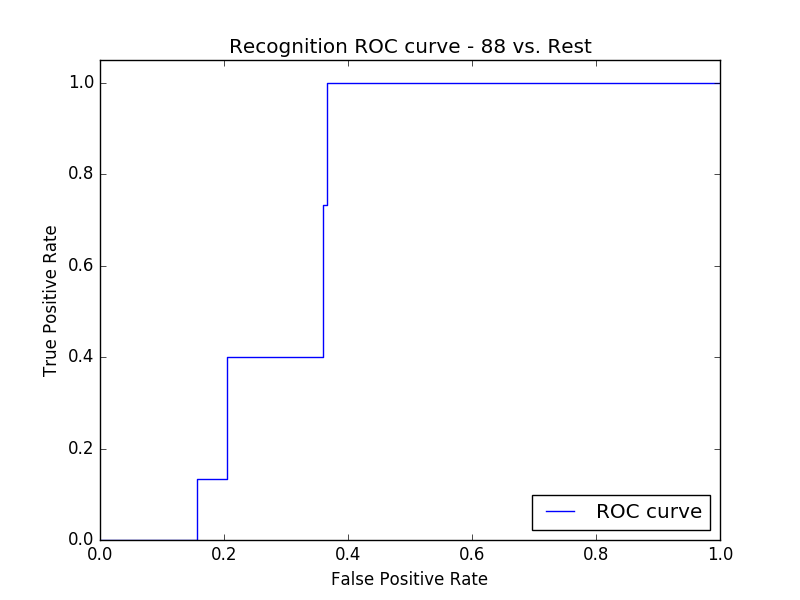 Recognition ROC curve - 88 vs. Rest
1.0
0.8
0.6
0.4
0.2
0.0
True Positive Rate
0.0 0.2 0.4 0.6 0.8 1.0
False Positive Rate
ROC curve